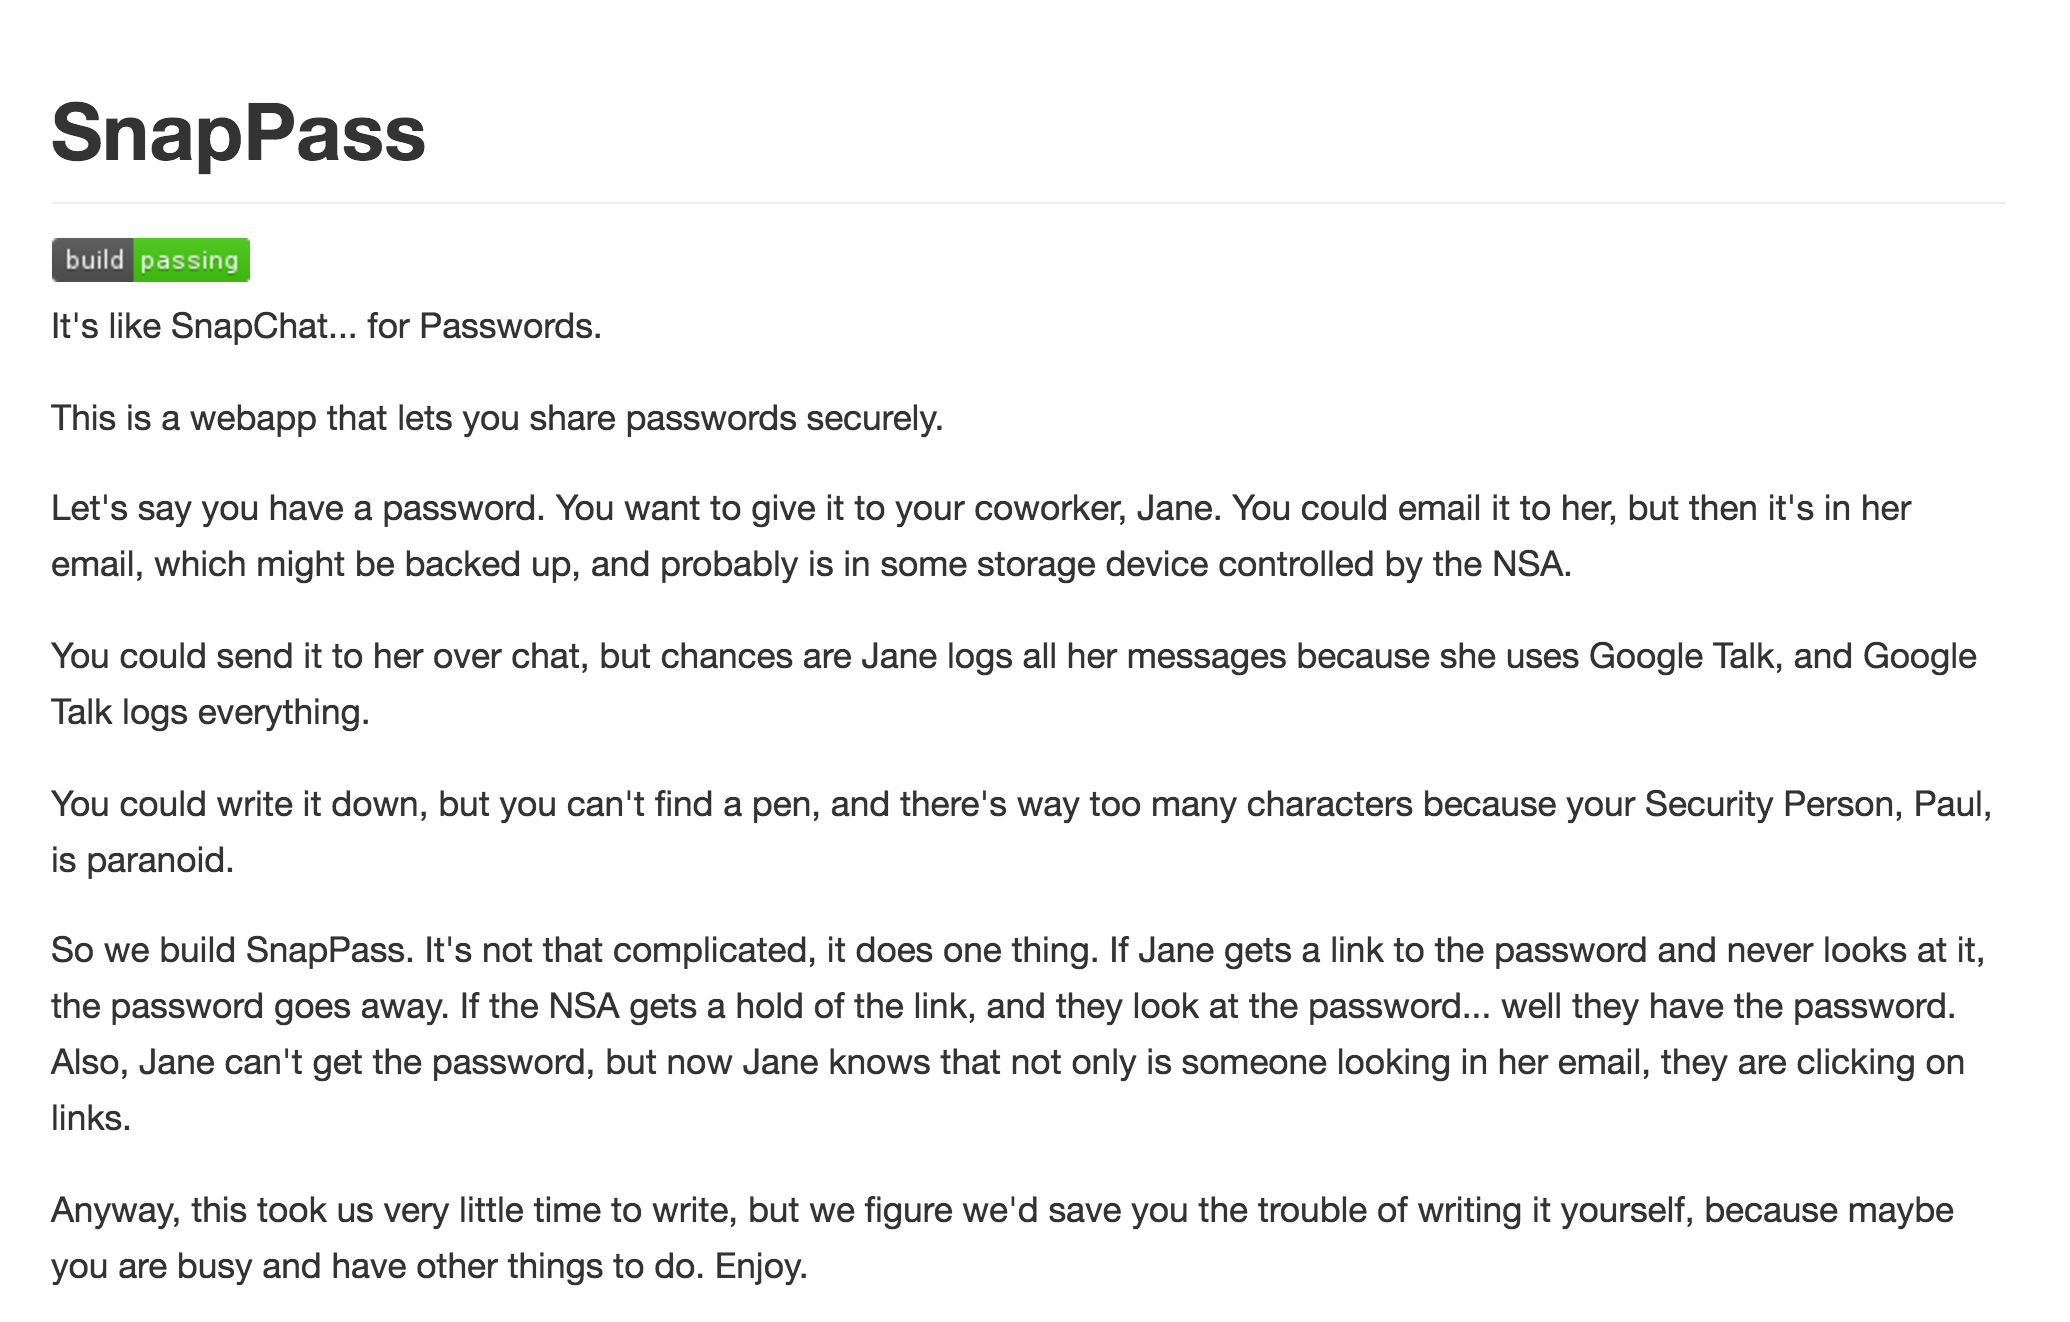 SnapPass
build passing
It's like SnapChat... for Passwords.
This is a webapp that lets you share passwords securely.
Let's say you have a password. You want to give it to your coworker, Jane. You could email it to her, but then it's in her
email, which might be backed up, and probably is in some storage device controlled by the NSA.
You could send it to her over chat, but chances are Jane logs all her messages because she uses Google Talk, and Google
Talk logs everything.
You could write it down, but you can't find a pen, and there's way too many characters because your Security Person, Paul,
is paranoid.
So we build SnapPass. It's not that complicated, it does one thing. If Jane gets a link to the password and never looks at it,
the password goes away. If the NSA gets a hold of the link, and they look at the password... well they have the password.
Also, Jane can't get the password, but now Jane knows that not only is someone looking in her email, they are clicking on
links.
Anyway, this took us very little time to write, but we figure we'd save you the trouble of writing it yourself, because maybe
you are busy and have other things to do. Enjoy.